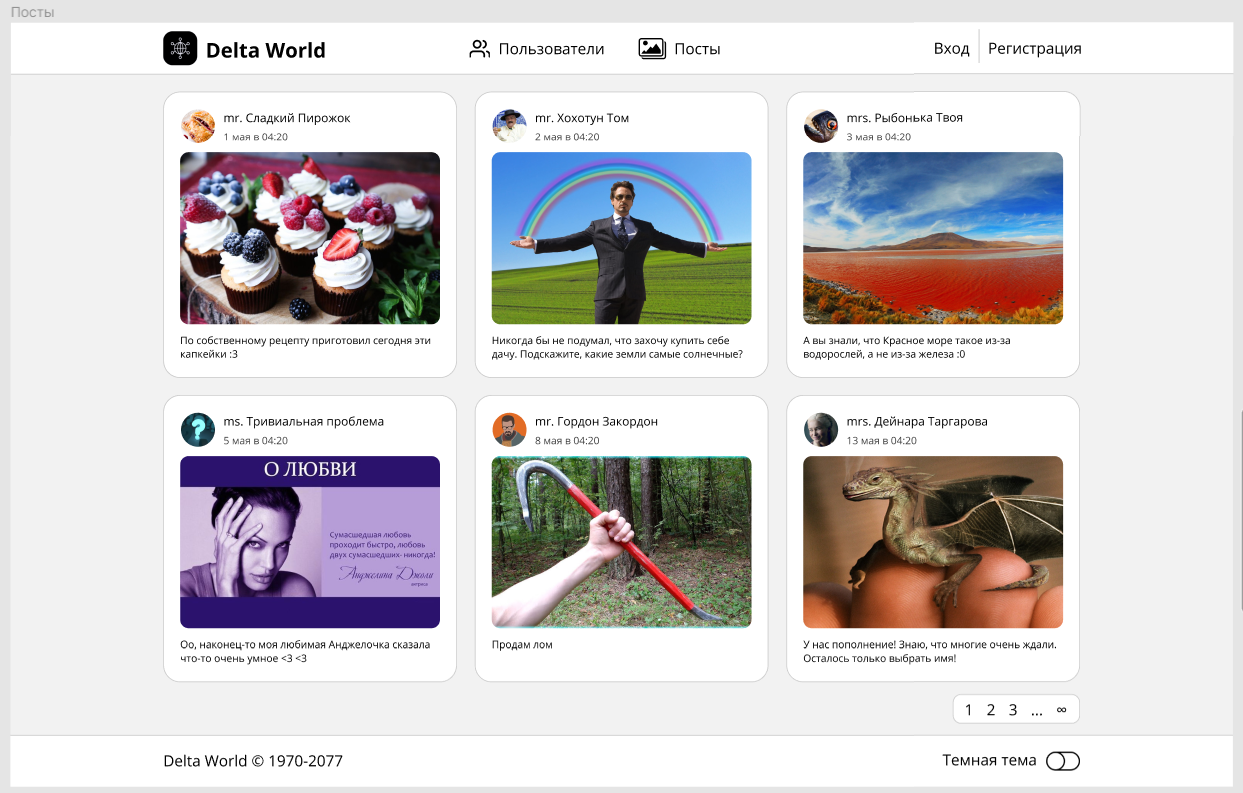 Посты
Delta World
Пользователи
Посты
Вход
Регистрация
mr. Сладкий Пирожок
1 мая в 04:20
По собственному рецепту приготовил сегодня эти
капкейки :3
mr. Хохотун Том
2 мая в 04:20
Никогда бы не подумал, что захочу купить себе
дачу. Подскажите, какие земли самые солнечные?
mrs. Рыбонька Твоя
3 мая в 04:20
А вы знали, что Красное море такое из-за
водорослей, а не из-за железа :0
ms. Тривиальная проблема
5 мая в 04:20
О ЛЮБВИ
Сумасшедшая любовь
проходит быстро, любовь
двух сумасшедших- никогда!
Анджелина Джоли
актриса
Оо, наконец-то моя любимая Анджелочка сказала
что-то очень умное <3 <3
mr. Гордон Закордон
8 мая в 04:20
Продам лом
mrs. Дейнара Таргарова
13 мая в 04:20
У нас пополнение! Знаю, что многие очень ждали.
Осталось только выбрать имя!
1 2 3 ... ∞
Delta World © 1970-2077
Темная тема